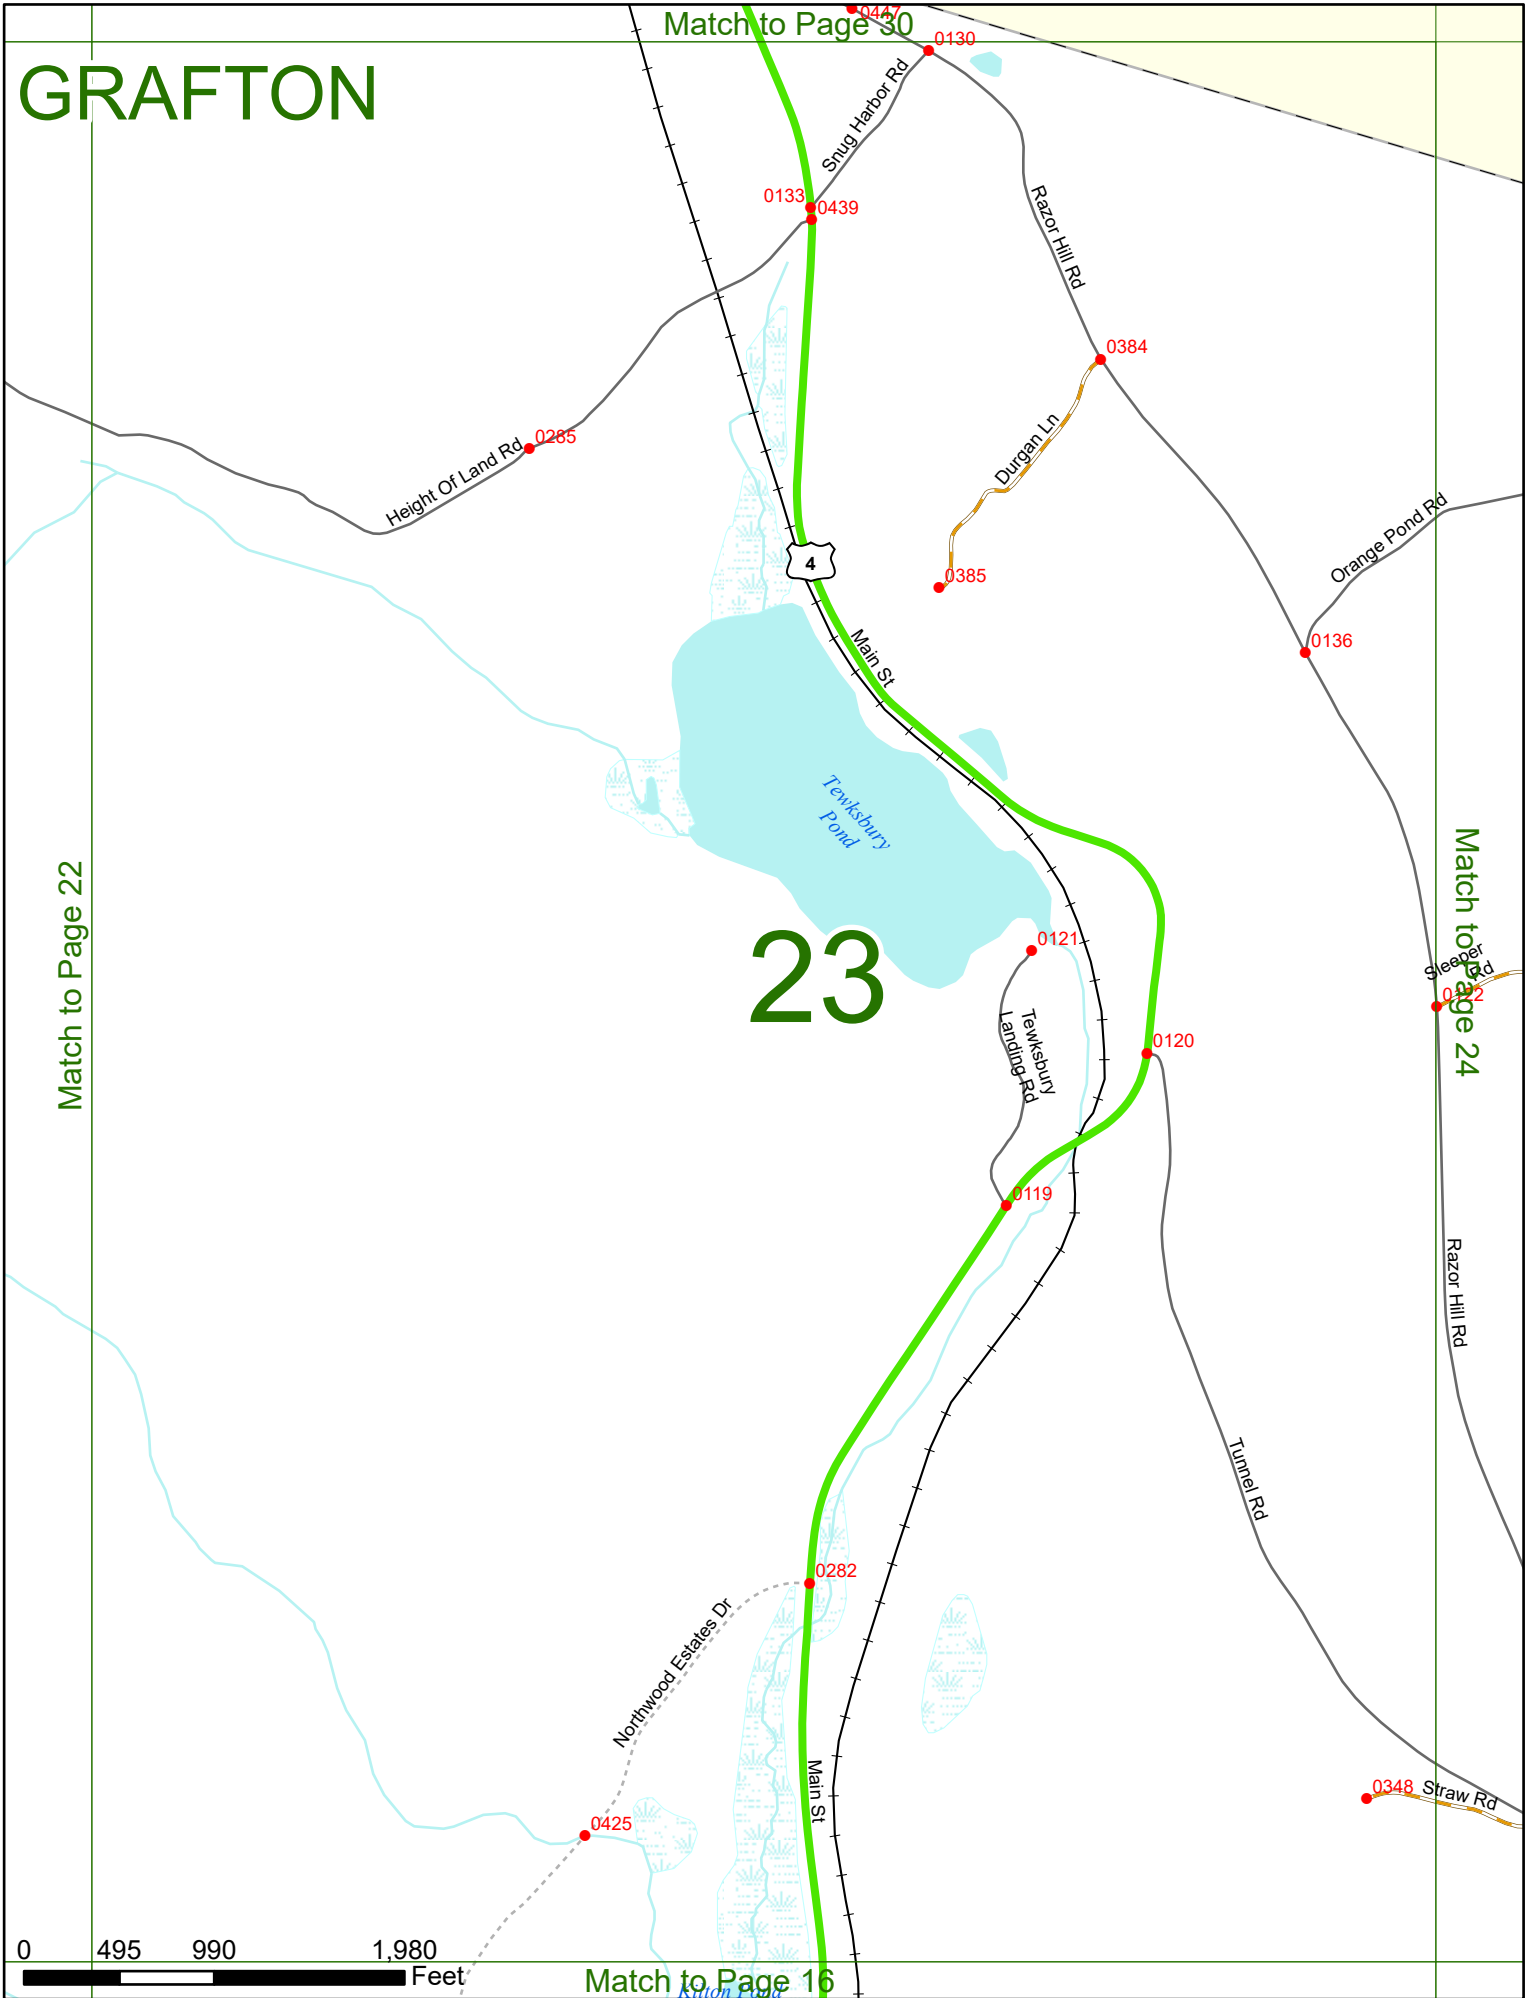 Match to Page 30
0447
0130
GRAFTON
Snug Harbor Rd
0133
0439
Razor Hill Rd
0384
0285
Height Of Land Rd
Durgan Ln
Orange Pond Rd
4
0385
0136
Main St
Tewksbury
Pond
Match to Page 22
Match to Page 24
23
0121
Sleeper
Rd
0122
Tewksbury
Landing Rd
0120
0119
Razor Hill Rd
Tunnel Rd
0282
Northwood Estates Dr
Main St
0348
Straw Rd
0425
0 495 990 1,980
Feet
Match to Page 16
Kilton Pond